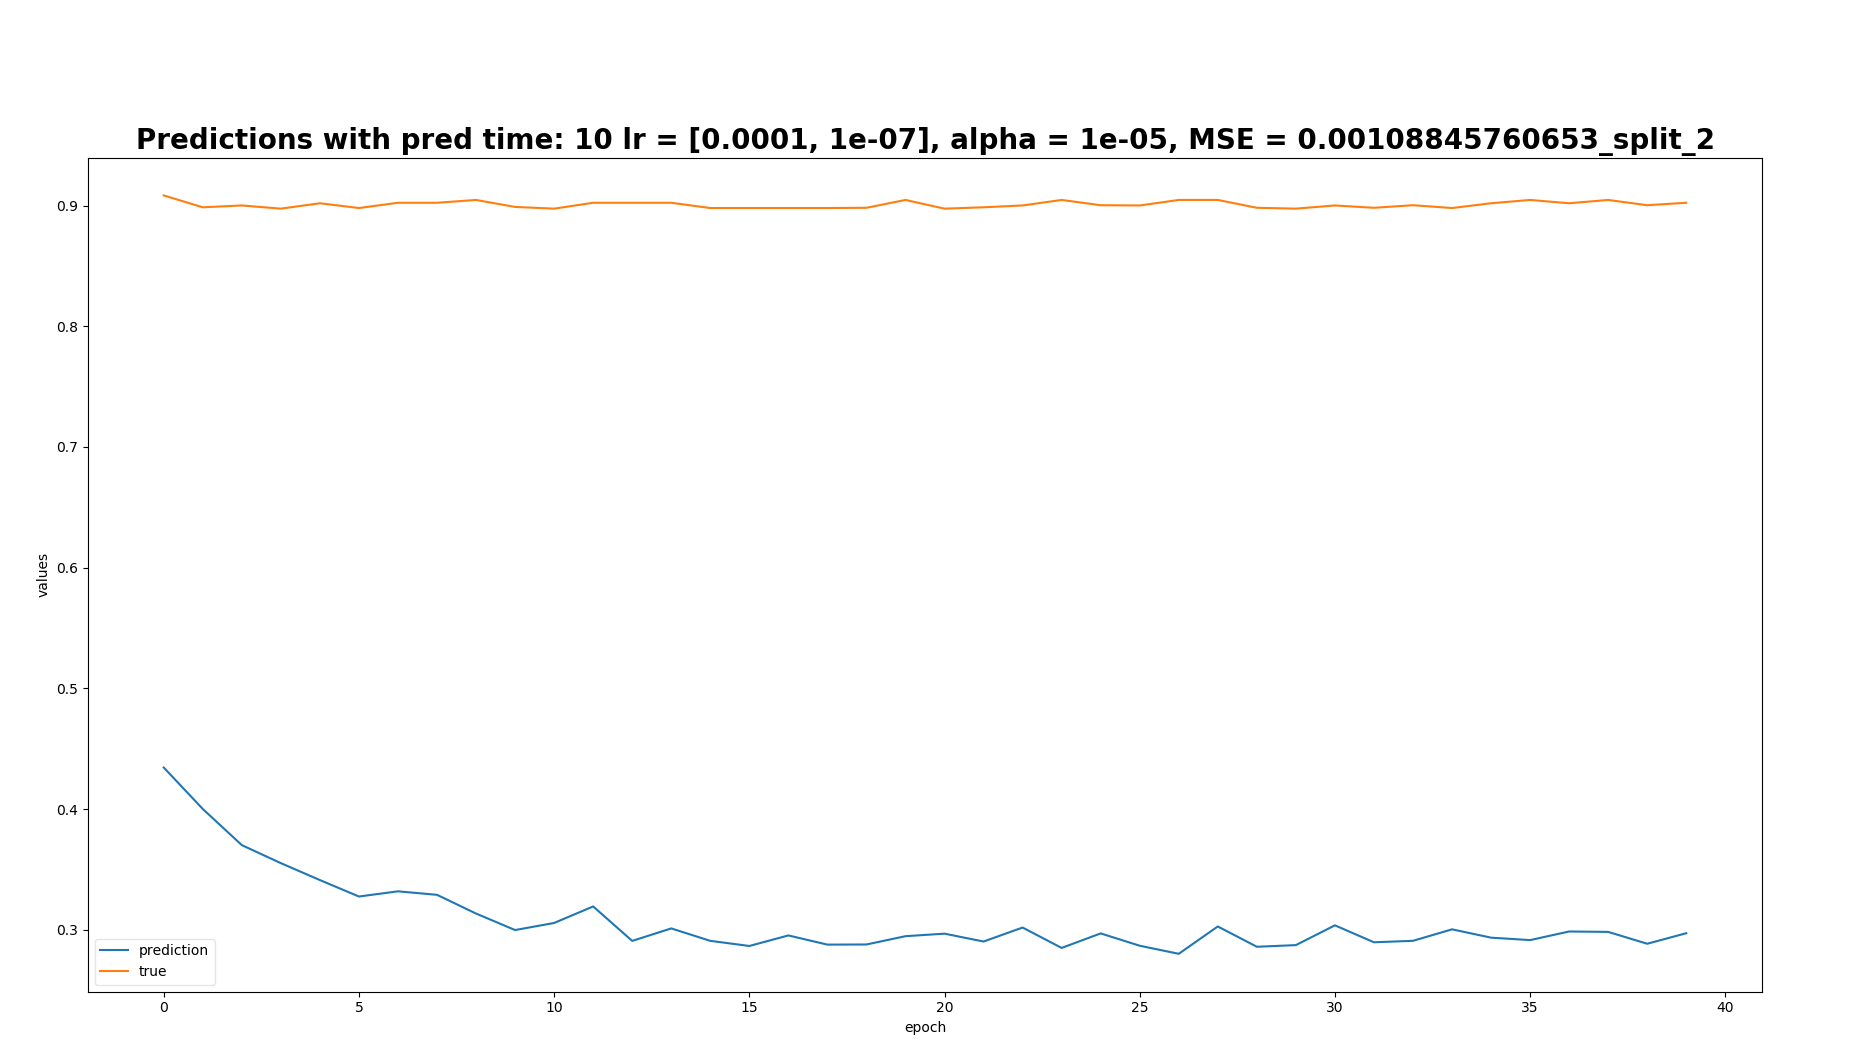 Predictions with pred time: 10 lr = [0.0001, 1e-07], alpha = 1e-05, MSE = 0.00108845760653_split_2
0.9
0.8
0.7
0.6
0.5
0.4
0.3
values
prediction
true
0 5 10 15 20 25 30 35 40
epoch